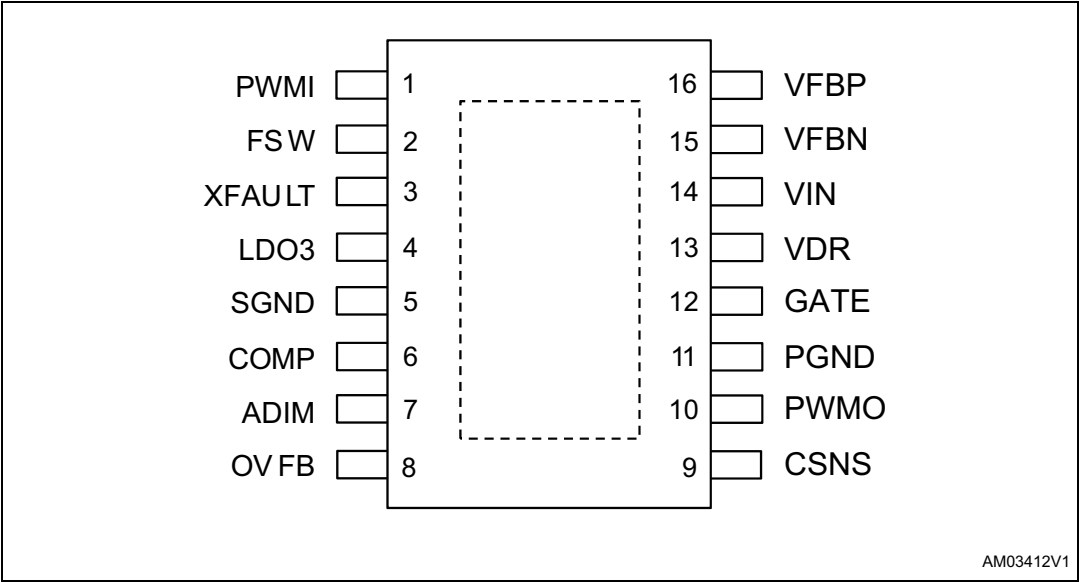 PWMI 1 16 VFBP
FSW 2 15 VFBN
XFAULT 3 14 VIN
LDO3 4 13 VDR
SGND 5 12 GATE
COMP 6 11 PGND
ADIM 7 10 PWMO
OVFB 8 9 CSNS
AM03412V1